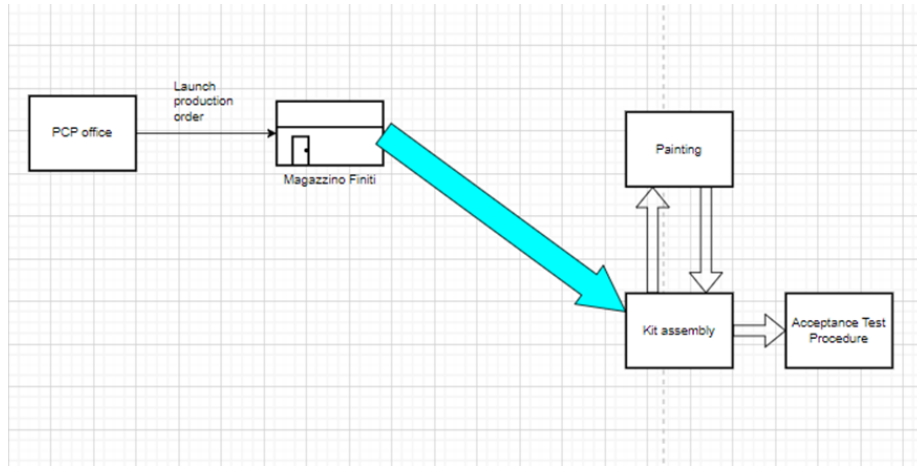 Launch
production
order
PCP office
Magazzino Finiti
Painting
Kit assembly
Acceptance Test
Procedure